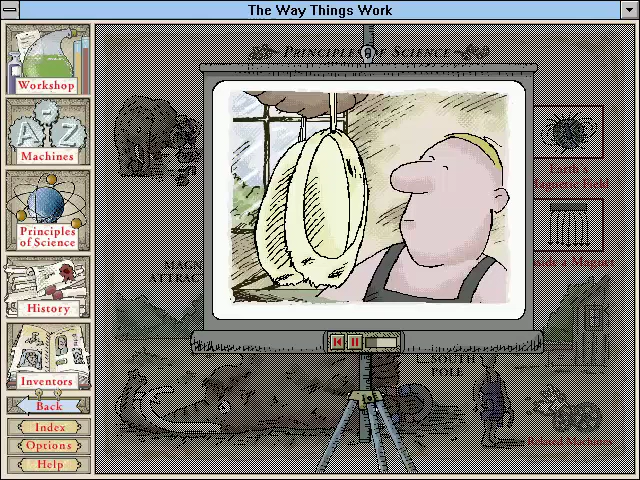 The Way Things Work
Principles of Science
Workshop
A-Z
Machines
Principles
of Science
History
Inventors
Back
Index
Options
Help
SOUTH
POLE